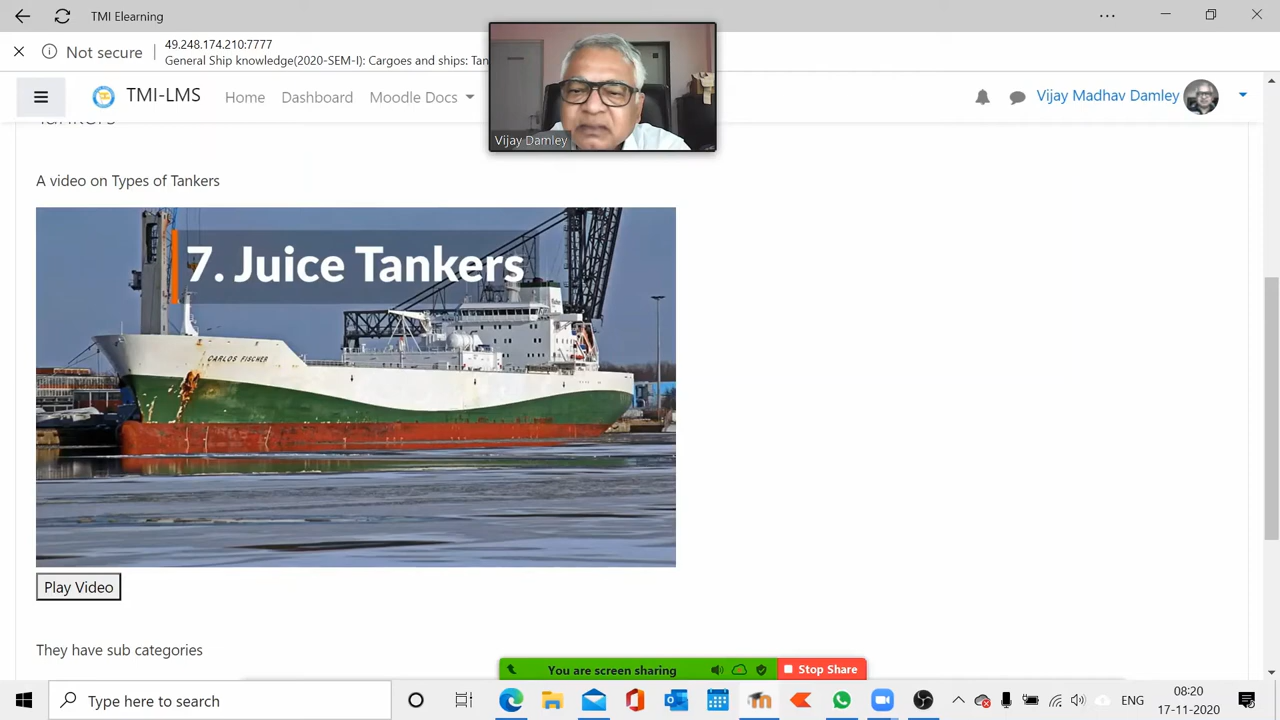 TMI Elearning
Not secure
49.248.174.210:7777
General Ship knowledge(2020-SEM-I): Cargoes and ships: Tan
TMI-LMS
Home
Dashboard
Moodle Docs
Vijay Madhav Damley
Vijay Damley
A video on Types of Tankers
7. Juice Tankers
CARLOS FISCHER
Play Video
They have sub categories
You are screen sharing
Stop Share
Type here to search
ENG
08:20
17-11-2020